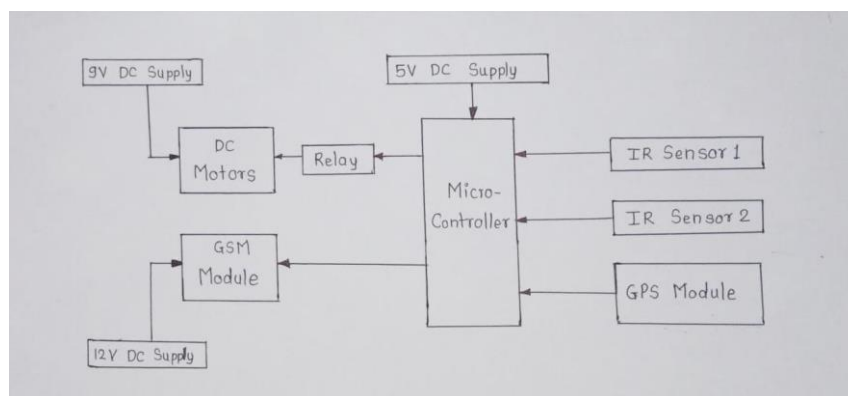 9V DC Supply
5V DC Supply
DC
Motors
Relay
Micro-
Controller
IR Sensor 1
IR Sensor 2
GSM
Module
GPS Module
12V DC Supply